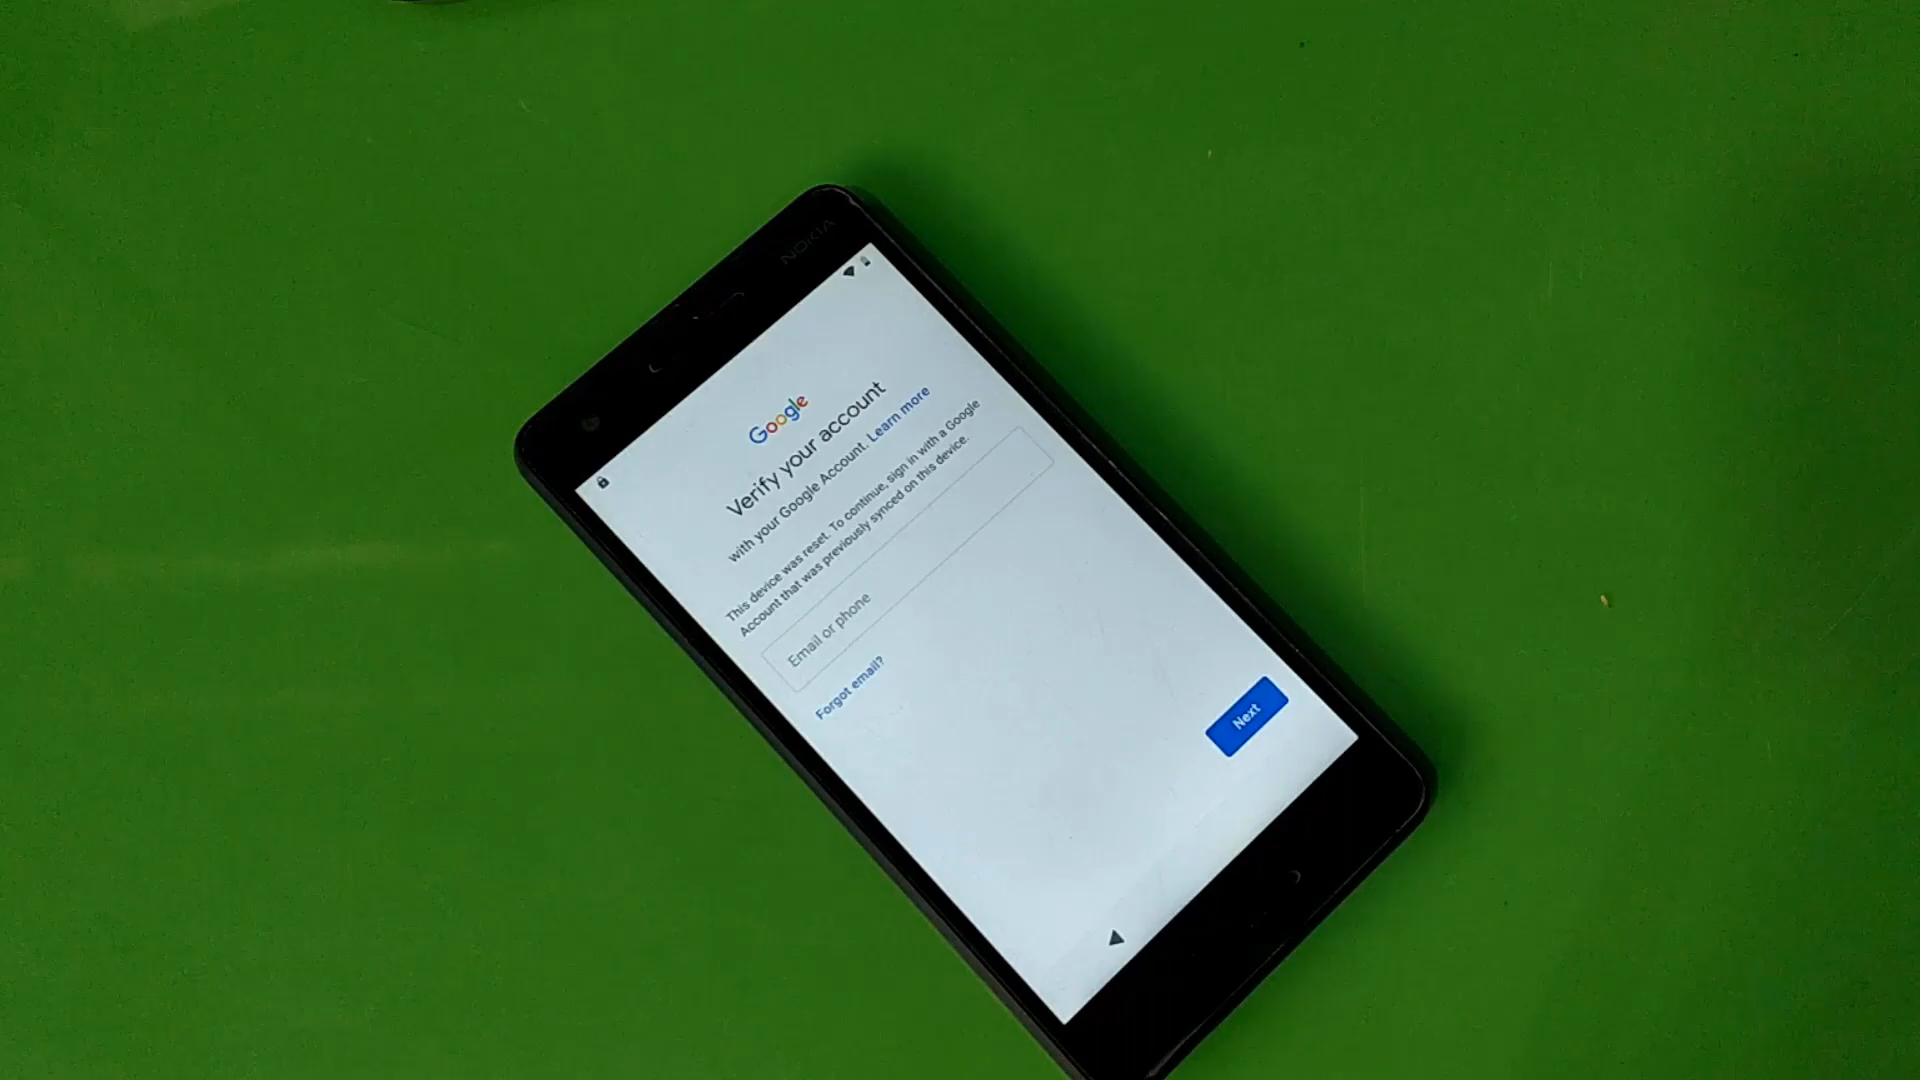 NOKIA
Google
Verify your account
with your Google Account. Learn more
This device was reset. To continue, sign in with a Google
Account that was previously synced on this device.
Email or phone
Forgot email?
Next